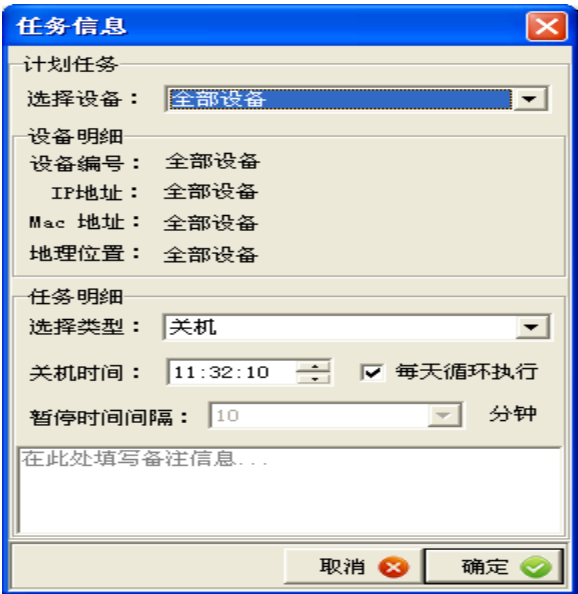 任务信息
计划任务
选择设备： 全部设备
设备明细
设备编号： 全部设备
IP地址： 全部设备
Mac 地址： 全部设备
地理位置： 全部设备
任务明细
选择类型： 关机
关机时间： 11:32:10 每天循环执行
暂停时间间隔： 10 分钟
在此处填写备注信息...
取消 确定